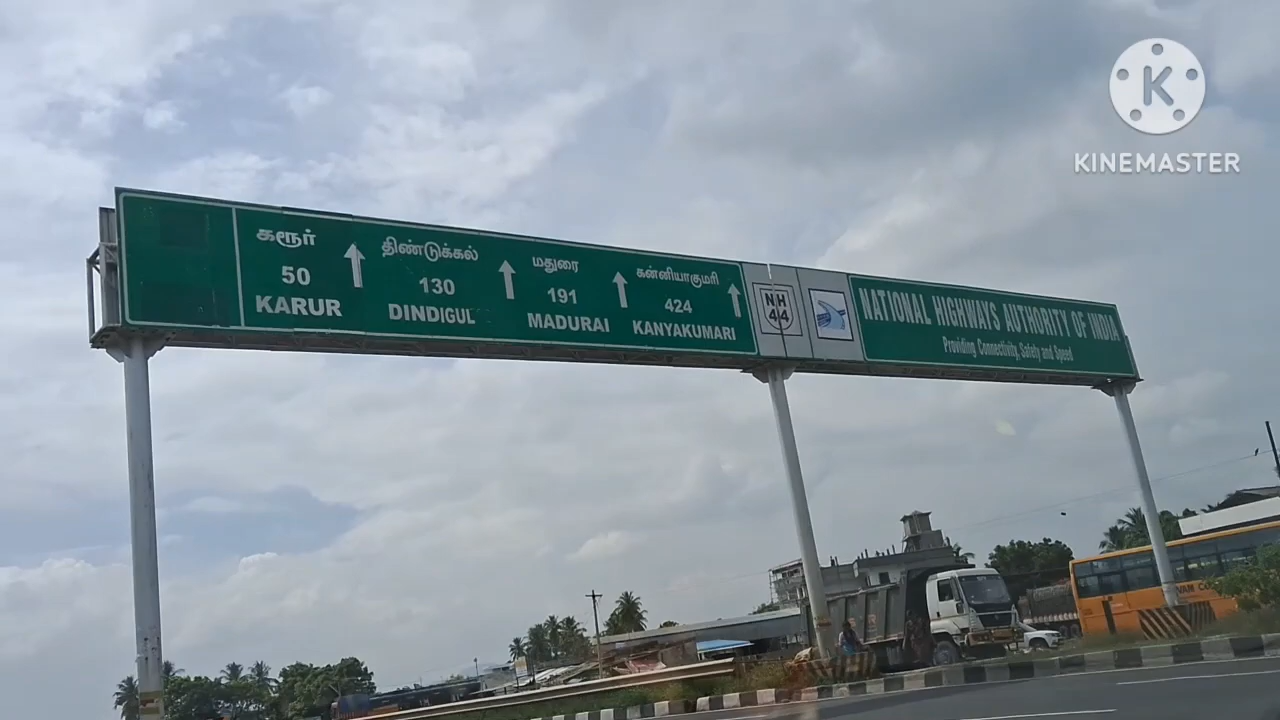 K
KINEMASTER
கரூர்
50
KARUR
திண்டுக்கல்
130
DINDIGUL
மதுரை
191
MADURAI
கன்னியாகுமரி
424
KANYAKUMARI
NH
44
NATIONAL HIGHWAYS AUTHORITY OF INDIA
Providing Connectivity, Safety and Speed